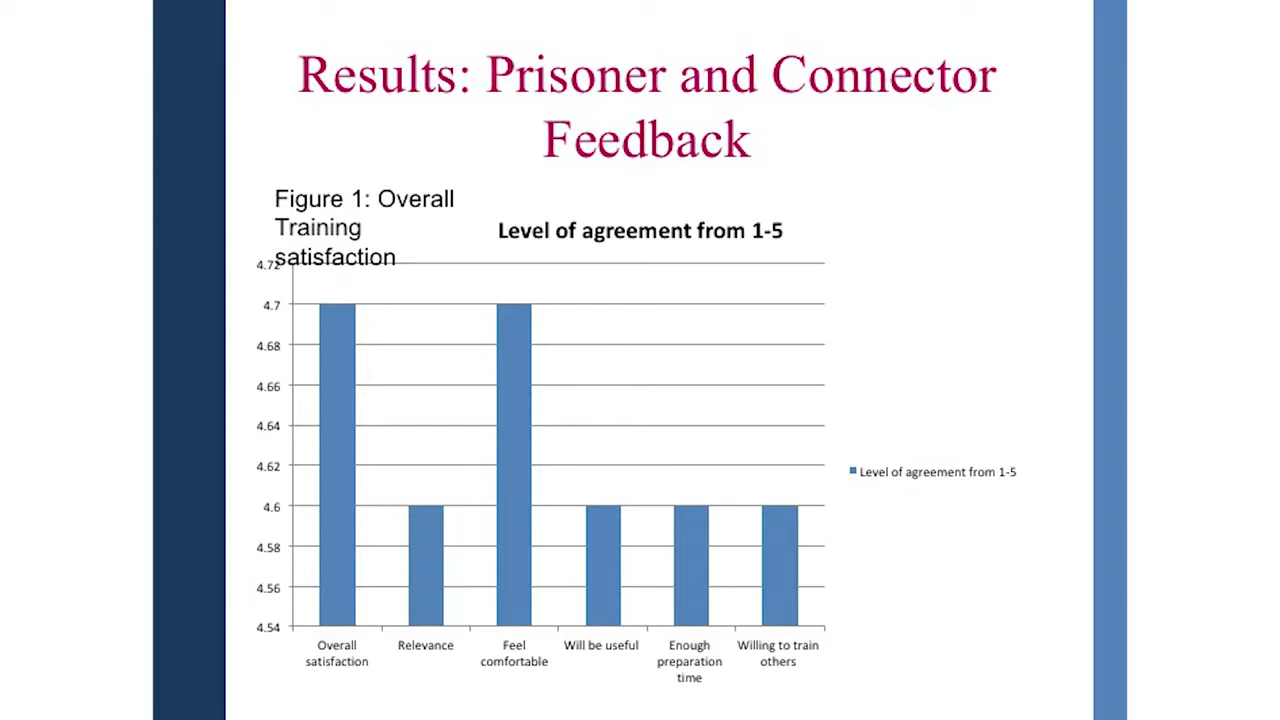 Results: Prisoner and Connector
Feedback
Figure 1: Overall
Training
satisfaction
Level of agreement from 1-5
4.72
4.7
4.68
4.66
4.64
4.62
4.6
4.58
4.56
4.54
Level of agreement from 1-5
Overall
satisfaction
Relevance
Feel
comfortable
Will be useful
Enough
preparation
time
Willing to train
others